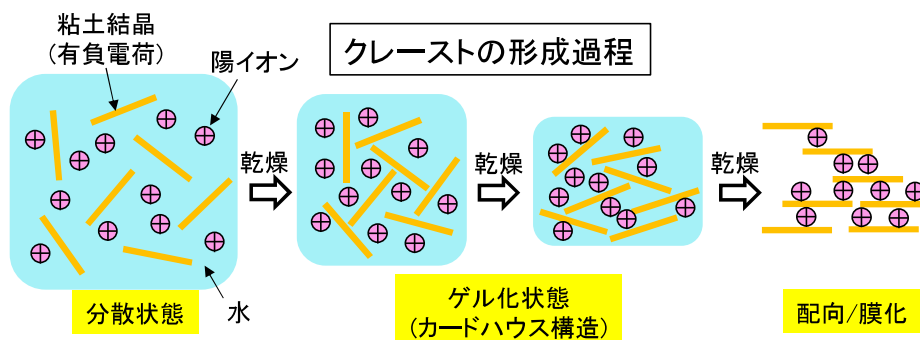 粘土結晶
(有負電荷)
陽イオン
クレーストの形成過程
乾燥
乾燥
乾燥
分散状態
水
ゲル化状態
(カードハウス構造)
配向/膜化